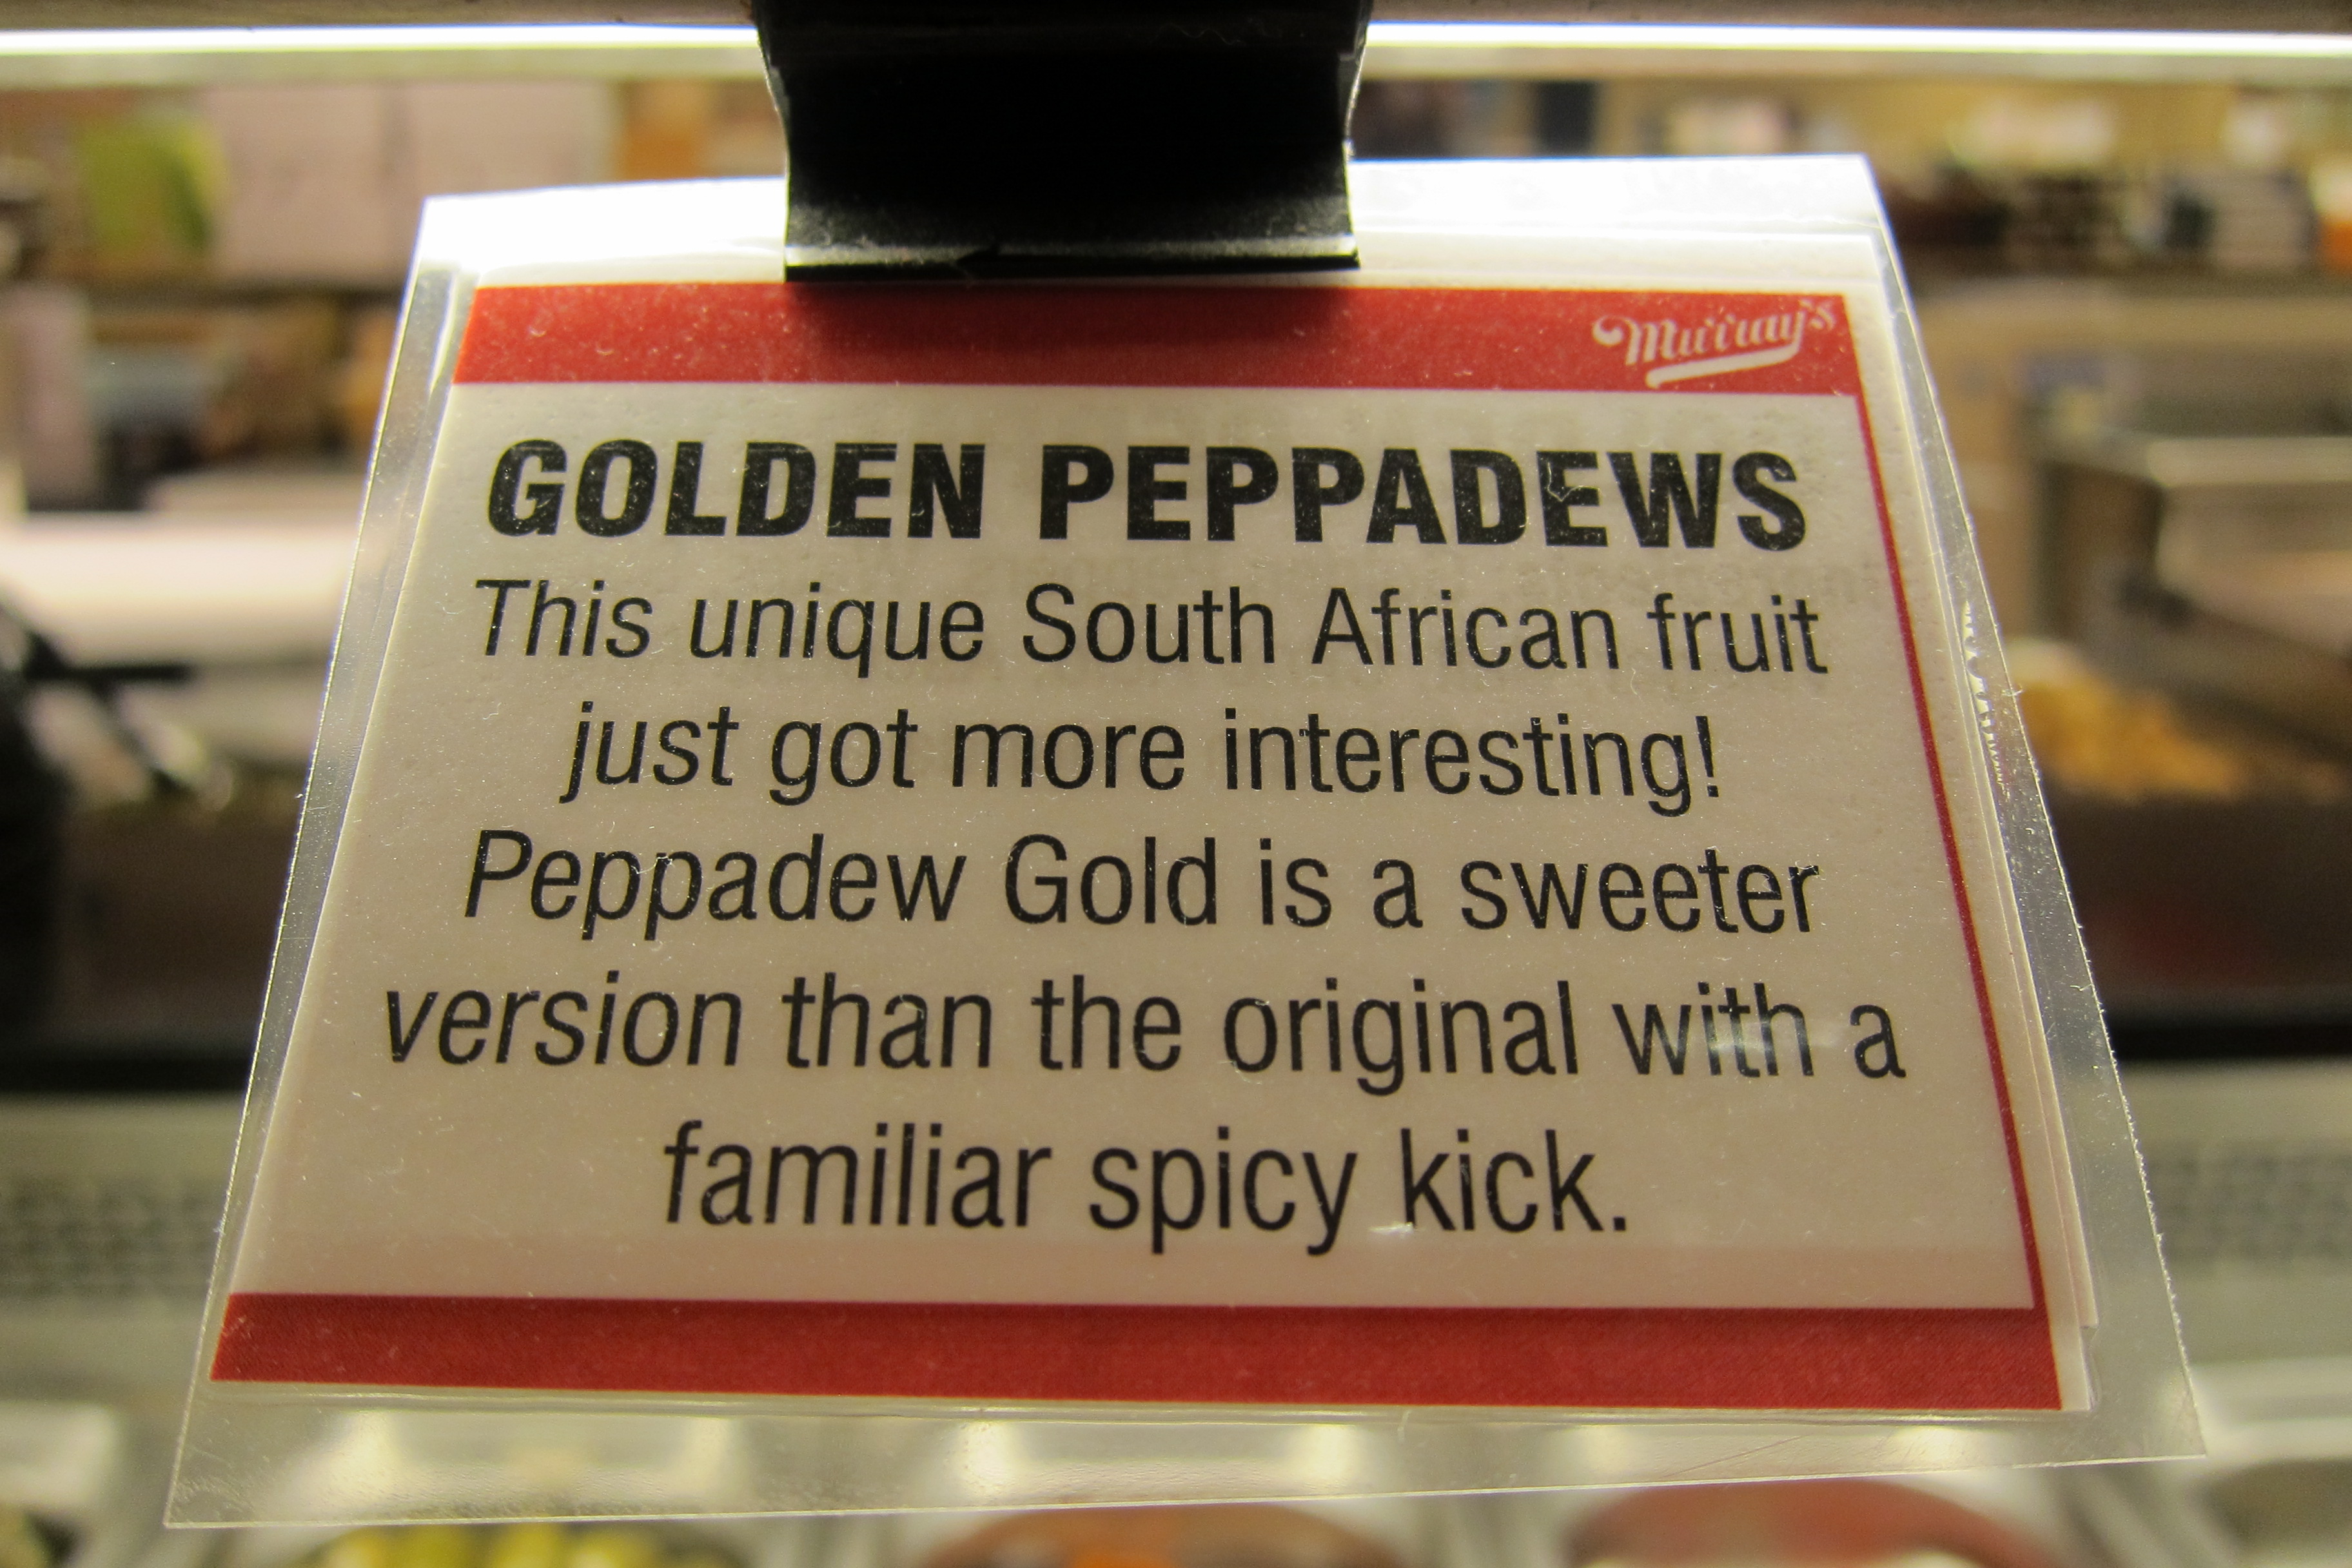 Murray's
GOLDEN PEPPADEWS
This unique South African fruit
just got more interesting!
Peppadew Gold is a sweeter
version than the original with a
familiar spicy kick.